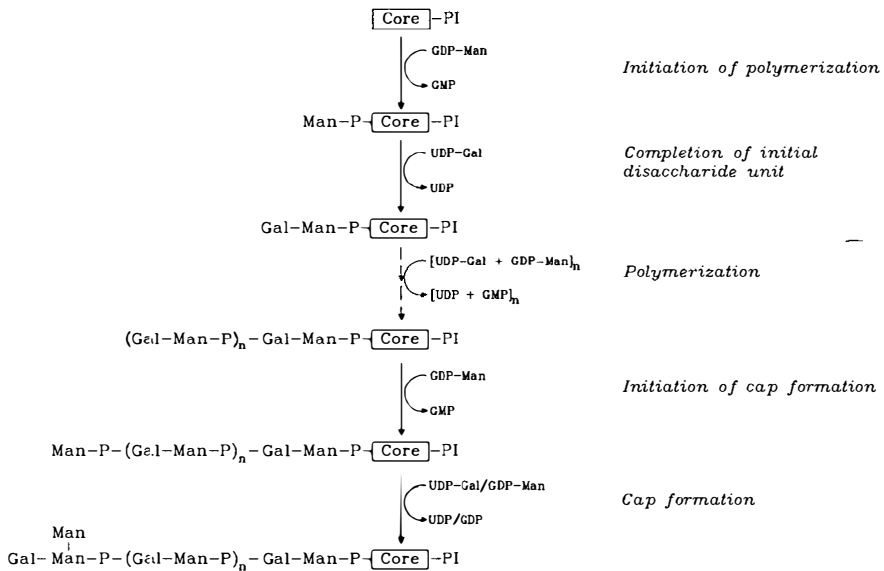 Core -PI
GDP-Man
Initiation of polymerization
GMP
Man-P- Core -PI
UDP-Gal
Completion of initial
disaccharide unit
UDP
Gal-Man-P- Core -PI
[UDP-Gal + GDP-Man]n
Polymerization
[UDP + GMP]n
(Gal-Man-P)n-Gal-Man-P- Core -PI
GDP-Man
Initiation of cap formation
GMP
Man-P-(Gal-Man-P)n-Gal-Man-P- Core -PI
UDP-Gal/GDP-Man
Cap formation
UDP/GDP
Man
Gal-Man-P-(Gal-Man-P)n-Gal-Man-P- Core -PI